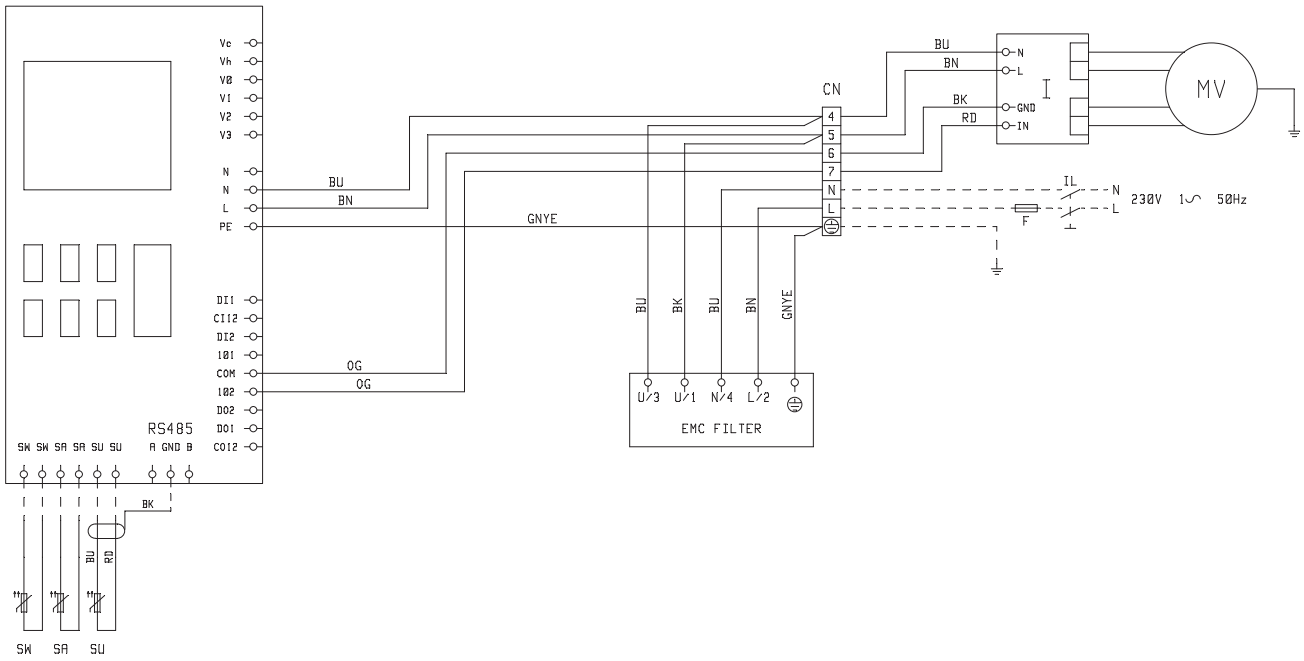 Vc
Vh
V0
V1
V2
V3
N
N
L
PE
DI1
CI12
DI2
101
COM
102
DO2
DO1
CO12
RS485
SW SW SA SA SU SU A GND B
BK
BU
RD
SW SA SU
BU
BN
GNYE
OG
OG
CN
4
5
6
7
N
L
BU
BN
BK
RD
N
L
GND
IN
I
MV
IL
F
N
L
230V 1 50Hz
BU
BK
BU
BN
GNYE
U/3 U/1 N/4 L/2
EMC FILTER